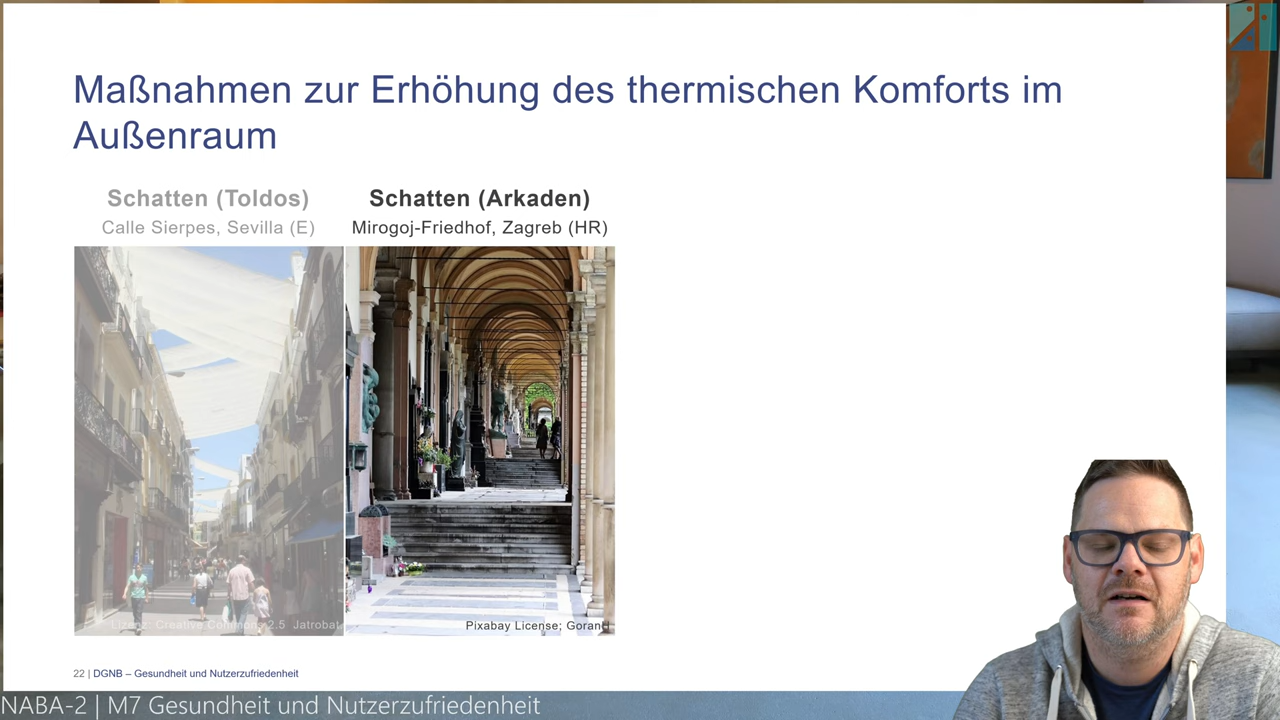 Maßnahmen zur Erhöhung des thermischen Komforts im
Außenraum
Schatten (Toldos)
Calle Sierpes, Sevilla (E)
Schatten (Arkaden)
Mirogoj-Friedhof, Zagreb (HR)
Lizenz: Creative Commons 2.5 Jatrobat
Pixabay License; GoranH
22 | DGNB – Gesundheit und Nutzerzufriedenheit
NABA-2 | M7 Gesundheit und Nutzerzufriedenheit